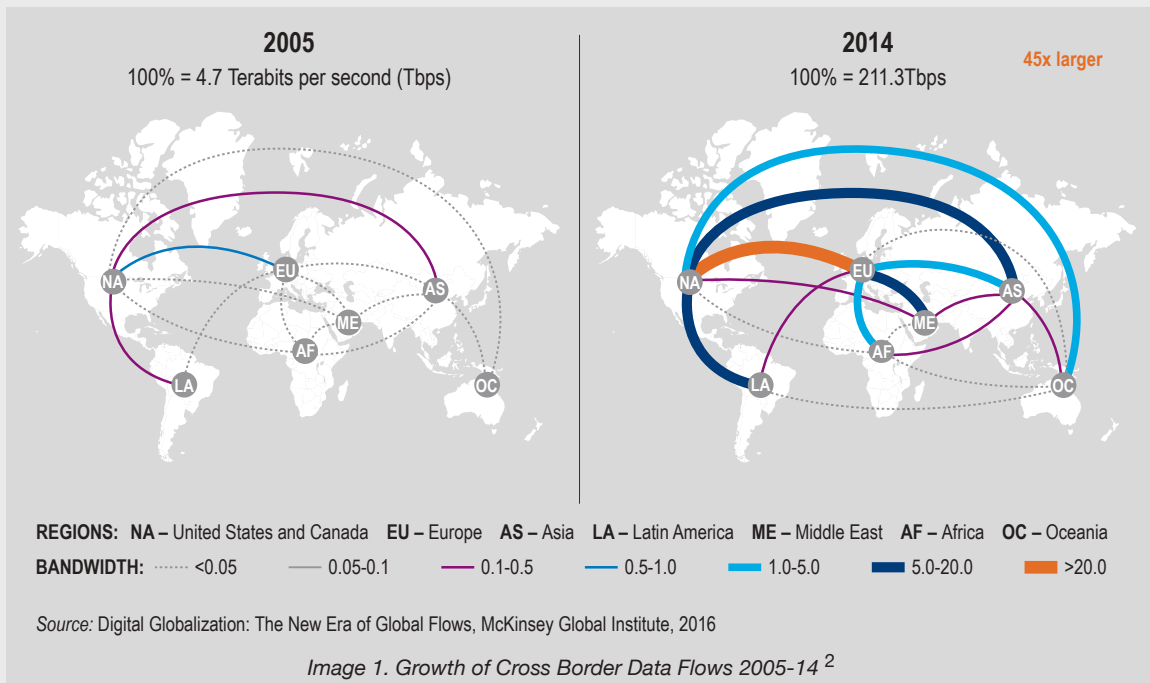 2005
100% = 4.7 Terabits per second (Tbps)
NA
EU
AS
ME
AF
LA
OC
2014
100% = 211.3Tbps
45x larger
NA
EU
AS
ME
AF
LA
OC
REGIONS: NA – United States and Canada EU – Europe AS – Asia LA – Latin America ME – Middle East AF – Africa OC – Oceania
BANDWIDTH: <0.05 0.05-0.1 0.1-0.5 0.5-1.0 1.0-5.0 5.0-20.0 >20.0
Source: Digital Globalization: The New Era of Global Flows, McKinsey Global Institute, 2016
Image 1. Growth of Cross Border Data Flows 2005-14 2